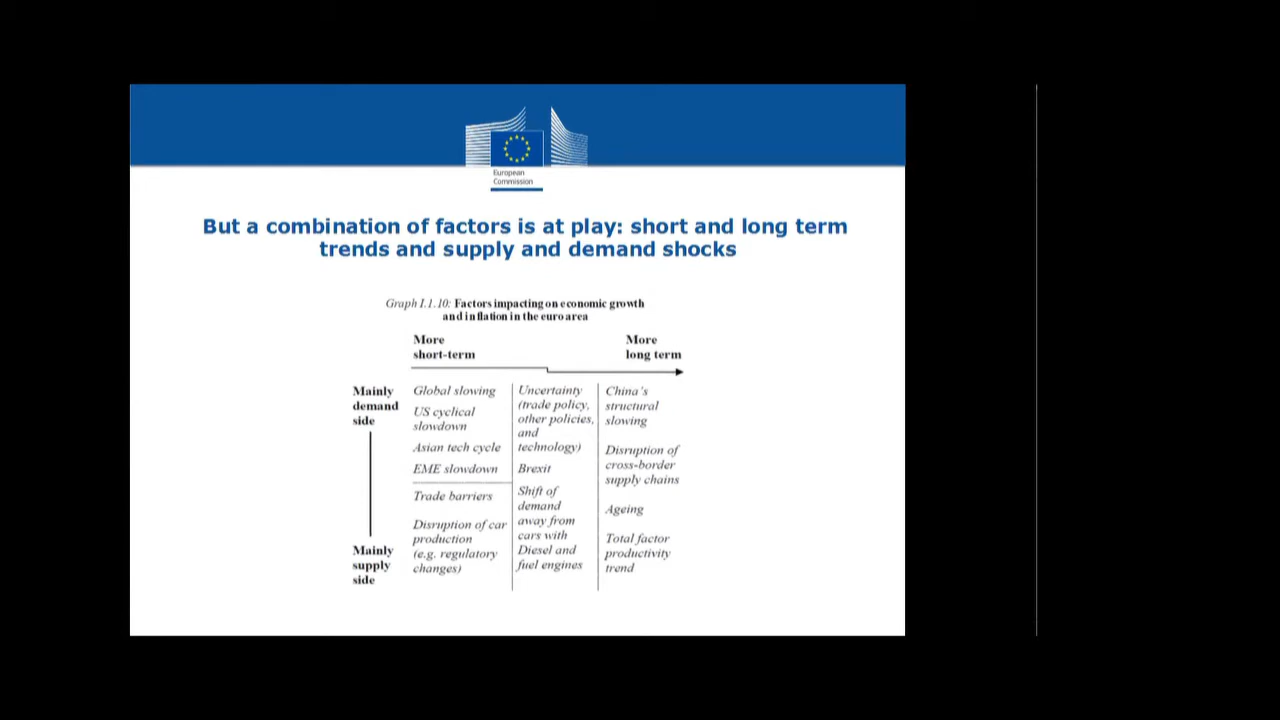 European
Commission
But a combination of factors is at play: short and long term
trends and supply and demand shocks
Graph I.1.10: Factors impacting on economic growth
and inflation in the euro area
More
short-term
More
long term
Mainly
demand
side
Mainly
supply
side
Global slowing
US cyclical
slowdown
Asian tech cycle
EME slowdown
Trade barriers
Disruption of car
production
(e.g. regulatory
changes)
Uncertainty
(trade policy,
other policies,
and
technology)
Brexit
Shift of
demand
away from
cars with
Diesel and
fuel engines
China's
structural
slowing
Disruption of
cross-border
supply chains
Ageing
Total factor
productivity
trend